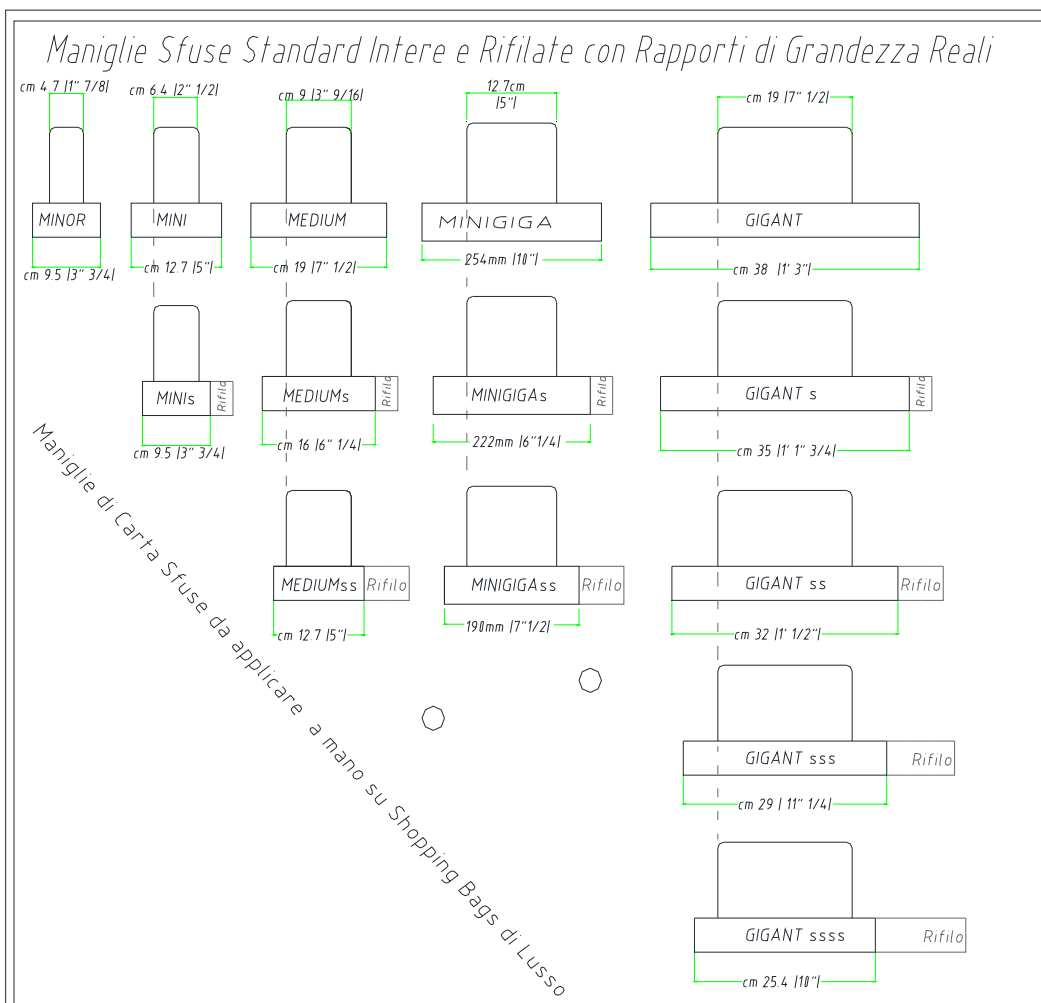 Maniglie Sfuse Standard Intere e Rifilate con Rapporti di Grandezza Reali
cm 4.7 |1" 7/8|
cm 6.4 |2" 1/2|
cm 9 |3" 9/16|
12.7cm
|5"|
cm 19 |7" 1/2|
MINOR
MINI
MEDIUM
MINIGIGA
GIGANT
cm 9.5 |3" 3/4|
cm 12.7 |5"|
cm 19 |7" 1/2|
254mm |10"|
cm 38 |1' 3"|
MINIs
Rifilo
MEDIUMs
Rifilo
MINIGIGAs
Rifilo
GIGANT s
Rifilo
cm 9.5 |3" 3/4|
cm 16 |6" 1/4|
222mm |6"1/4|
cm 35 |1' 1" 3/4|
MEDIUMss
Rifilo
MINIGIGAss
Rifilo
GIGANT ss
Rifilo
cm 12.7 |5"|
190mm |7"1/2|
cm 32 |1' 1/2"|
GIGANT sss
Rifilo
cm 29 | 11" 1/4|
GIGANT ssss
Rifilo
cm 25.4 |10"|
Maniglie di Carta Sfuse da applicare a mano su Shopping Bags di Lusso